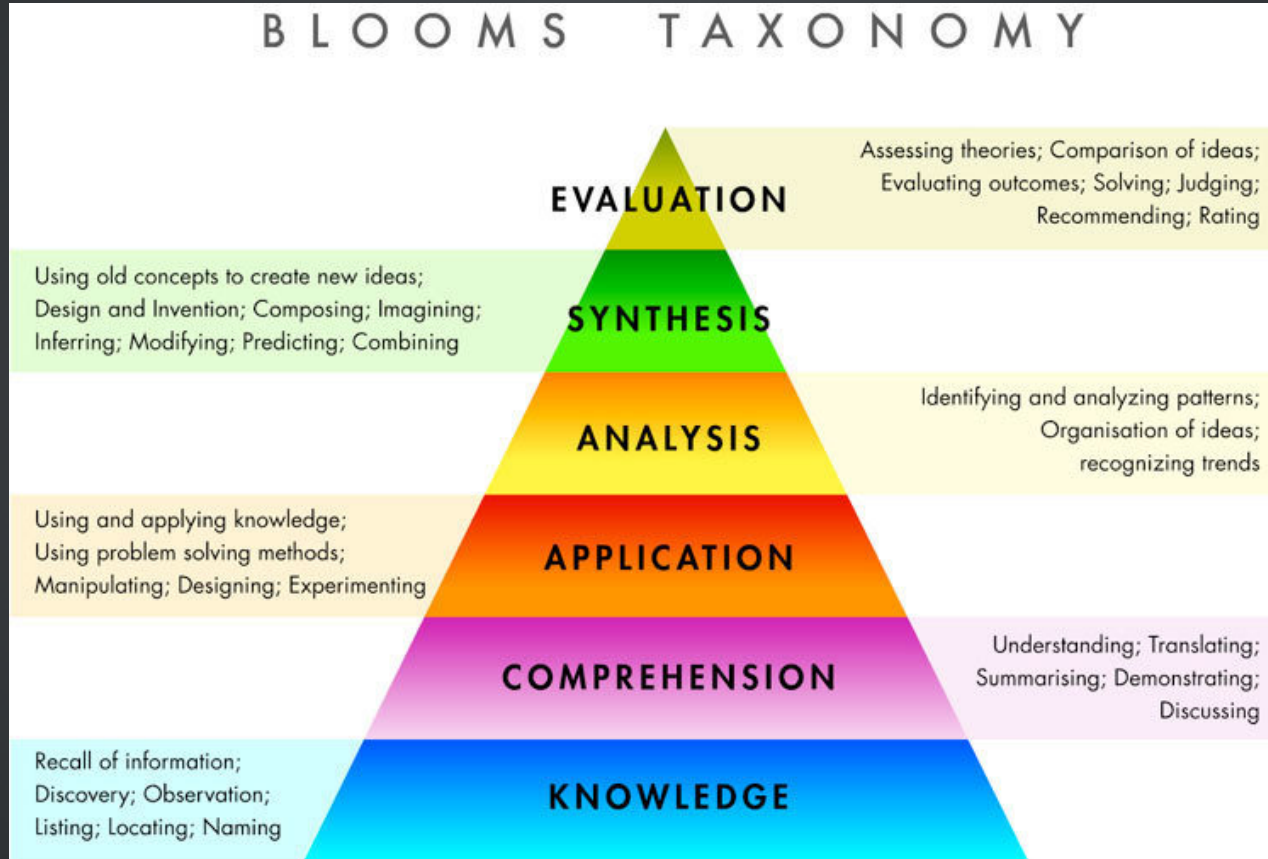 BLOOMS TAXONOMY
EVALUATION
Assessing theories; Comparison of ideas;
Evaluating outcomes; Solving; Judging;
Recommending; Rating
Using old concepts to create new ideas;
Design and Invention; Composing; Imagining;
Inferring; Modifying; Predicting; Combining
SYNTHESIS
ANALYSIS
Identifying and analyzing patterns;
Organisation of ideas;
recognizing trends
Using and applying knowledge;
Using problem solving methods;
Manipulating; Designing; Experimenting
APPLICATION
COMPREHENSION
Understanding; Translating;
Summarising; Demonstrating;
Discussing
Recall of information;
Discovery; Observation;
Listing; Locating; Naming
KNOWLEDGE